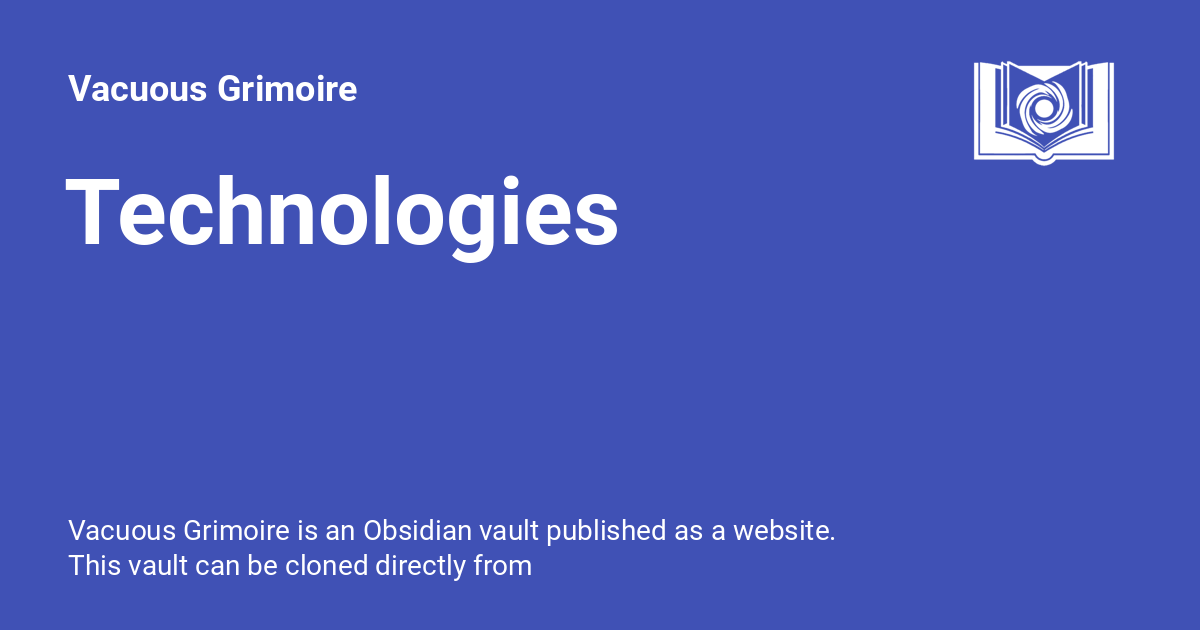 Vacuous Grimoire
Technologies
Vacuous Grimoire is an Obsidian vault published as a website.
This vault can be cloned directly from